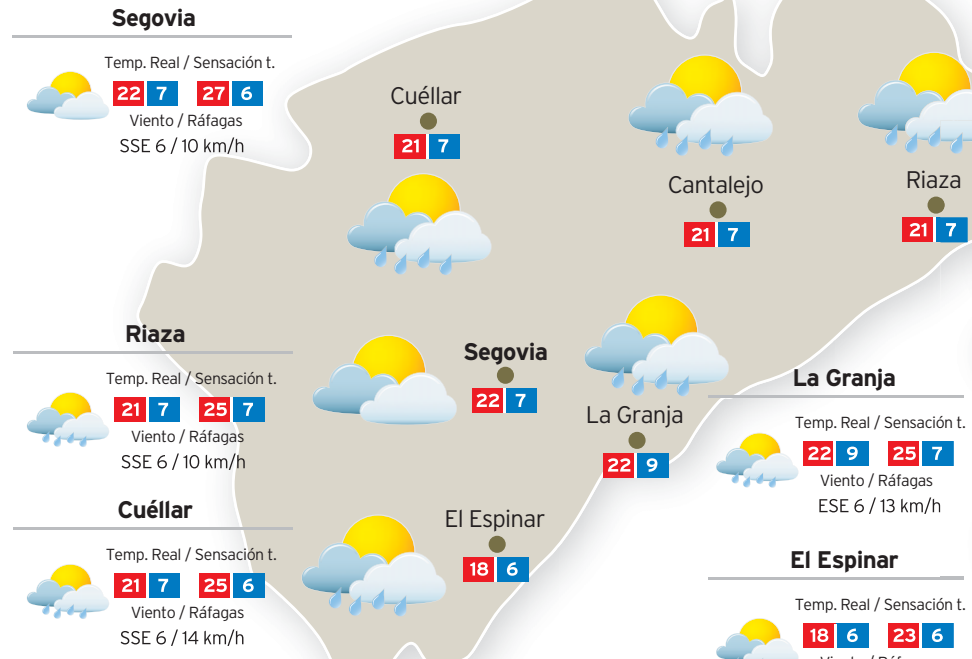 Segovia
Temp. Real / Sensación t.
22 7 27 6
Viento / Ráfagas
SSE 6 / 10 km/h
Cuéllar
21 7
Cantalejo
21 7
Riaza
21 7
Riaza
Temp. Real / Sensación t.
21 7 25 7
Viento / Ráfagas
SSE 6 / 10 km/h
Segovia
22 7
La Granja
22 9
La Granja
Temp. Real / Sensación t.
22 9 25 7
Viento / Ráfagas
ESE 6 / 13 km/h
Cuéllar
Temp. Real / Sensación t.
21 7 25 6
Viento / Ráfagas
SSE 6 / 14 km/h
El Espinar
18 6
El Espinar
Temp. Real / Sensación t.
18 6 23 6
Viento / Ráfagas